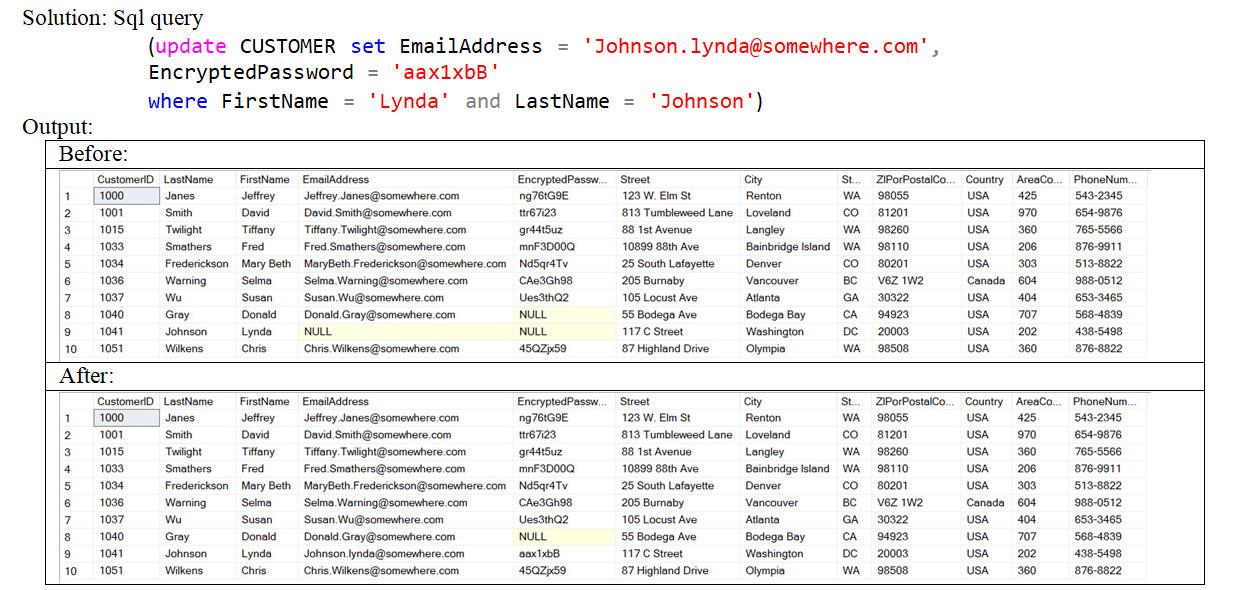 Solution: Sql query
(update CUSTOMER set EmailAddress = 'Johnson.lynda@somewhere.com',
EncryptedPassword = 'aax1xbB'
where FirstName = 'Lynda' and LastName = 'Johnson')
Output:
Before:
CustomerID LastName FirstName EmailAddress EncryptedPassw... Street City St... ZIPorPostalCo... Country AreaCo... PhoneNum...
1 1000 Janes Jeffrey Jeffrey.Janes@somewhere.com ng76tG9E 123 W. Elm St Renton WA 98055 USA 425 543-2345
2 1001 Smith David David.Smith@somewhere.com ttr67i23 813 Tumbleweed Lane Loveland CO 81201 USA 970 654-9876
3 1015 Twilight Tiffany Tiffany.Twilight@somewhere.com gr44t5uz 88 1st Avenue Langley WA 98260 USA 360 765-5566
4 1033 Smathers Fred Fred.Smathers@somewhere.com mnF3D00Q 10899 88th Ave Bainbridge Island WA 98110 USA 206 876-9911
5 1034 Frederickson Mary Beth MaryBeth.Frederickson@somewhere.com Nd5qr4Tv 25 South Lafayette Denver CO 80201 USA 303 513-8822
6 1036 Warning Selma Selma.Warning@somewhere.com CAe3Gh98 205 Burnaby Vancouver BC V6Z 1W2 Canada 604 988-0512
7 1037 Wu Susan Susan.Wu@somewhere.com Ues3thQ2 105 Locust Ave Atlanta GA 30322 USA 404 653-3465
8 1040 Gray Donald Donald.Gray@somewhere.com NULL 55 Bodega Ave Bodega Bay CA 94923 USA 707 568-4839
9 1041 Johnson Lynda NULL NULL 117 C Street Washington DC 20003 USA 202 438-5498
10 1051 Wilkens Chris Chris.Wilkens@somewhere.com 45QZjx59 87 Highland Drive Olympia WA 98508 USA 360 876-8822
After:
CustomerID LastName FirstName EmailAddress EncryptedPassw... Street City St... ZIPorPostalCo... Country AreaCo... PhoneNum...
1 1000 Janes Jeffrey Jeffrey.Janes@somewhere.com ng76tG9E 123 W. Elm St Renton WA 98055 USA 425 543-2345
2 1001 Smith David David.Smith@somewhere.com ttr67i23 813 Tumbleweed Lane Loveland CO 81201 USA 970 654-9876
3 1015 Twilight Tiffany Tiffany.Twilight@somewhere.com gr44t5uz 88 1st Avenue Langley WA 98260 USA 360 765-5566
4 1033 Smathers Fred Fred.Smathers@somewhere.com mnF3D00Q 10899 88th Ave Bainbridge Island WA 98110 USA 206 876-9911
5 1034 Frederickson Mary Beth MaryBeth.Frederickson@somewhere.com Nd5qr4Tv 25 South Lafayette Denver CO 80201 USA 303 513-8822
6 1036 Warning Selma Selma.Warning@somewhere.com CAe3Gh98 205 Burnaby Vancouver BC V6Z 1W2 Canada 604 988-0512
7 1037 Wu Susan Susan.Wu@somewhere.com Ues3thQ2 105 Locust Ave Atlanta GA 30322 USA 404 653-3465
8 1040 Gray Donald Donald.Gray@somewhere.com NULL 55 Bodega Ave Bodega Bay CA 94923 USA 707 568-4839
9 1041 Johnson Lynda Johnson.lynda@somewhere.com aax1xbB 117 C Street Washington DC 20003 USA 202 438-5498
10 1051 Wilkens Chris Chris.Wilkens@somewhere.com 45QZjx59 87 Highland Drive Olympia WA 98508 USA 360 876-8822